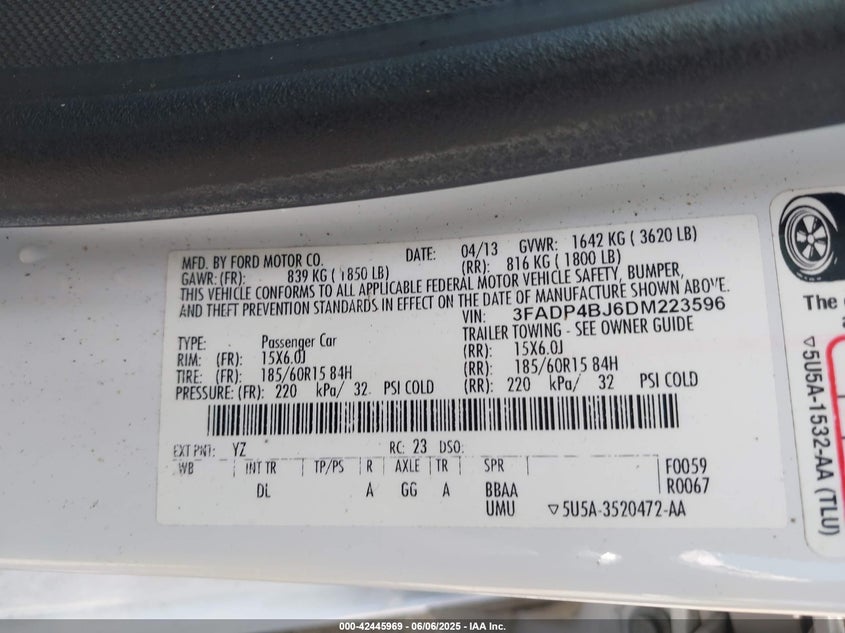 MFD. BY FORD MOTOR CO. DATE: 04/13 GVWR: 1642 KG ( 3620 LB)
GAWR: (FR): 839 KG ( 1850 LB) (RR): 816 KG ( 1800 LB)
THIS VEHICLE CONFORMS TO ALL APPLICABLE FEDERAL MOTOR VEHICLE SAFETY, BUMPER,
AND THEFT PREVENTION STANDARDS IN EFFECT ON THE DATE OF MANUFACTURE SHOWN ABOVE.
VIN: 3FADP4BJ6DM223596
TRAILER TOWING - SEE OWNER GUIDE
TYPE: Passenger Car
RIM: (FR): 15X6.0J (RR): 15X6.0J
TIRE: (FR): 185/60R15 84H (RR): 185/60R15 84H
PRESSURE: (FR): 220 kPa/ 32 PSI COLD (RR): 220 kPa/ 32 PSI COLD
EXT PNT: YZ RC: 23 DSO:
WB INT TR TP/PS R AXLE TR SPR F0059
DL A GG A BBAA R0067
UMU ▽5U5A-3520472-AA
The
▽5U5A-1532-AA (TLU)
000-42445969 - 06/06/2025 - IAA Inc.